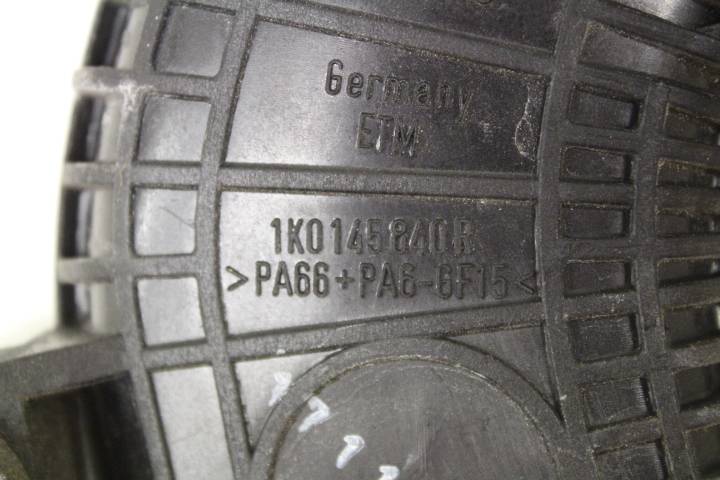 Germany
ETM
1K0145840R
>PA66+PA6-GF15<